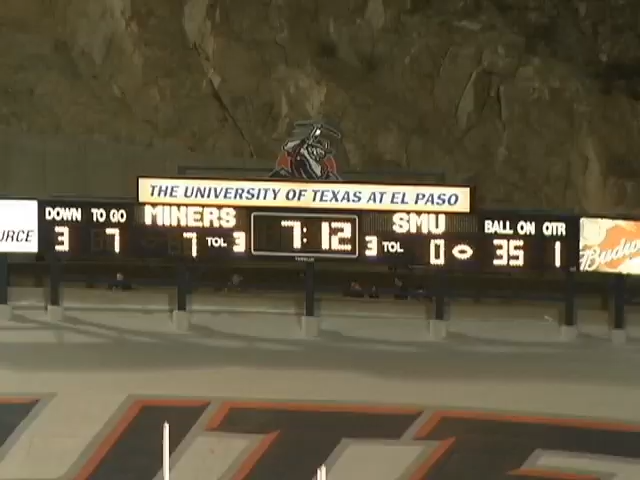 THE UNIVERSITY OF TEXAS AT EL PASO
DOWN TO GO MINERS 7:12 SMU BALL ON QTR
3 7 7 TOL 3 3 TOL 0 35 1
URCE
Budw
UTE